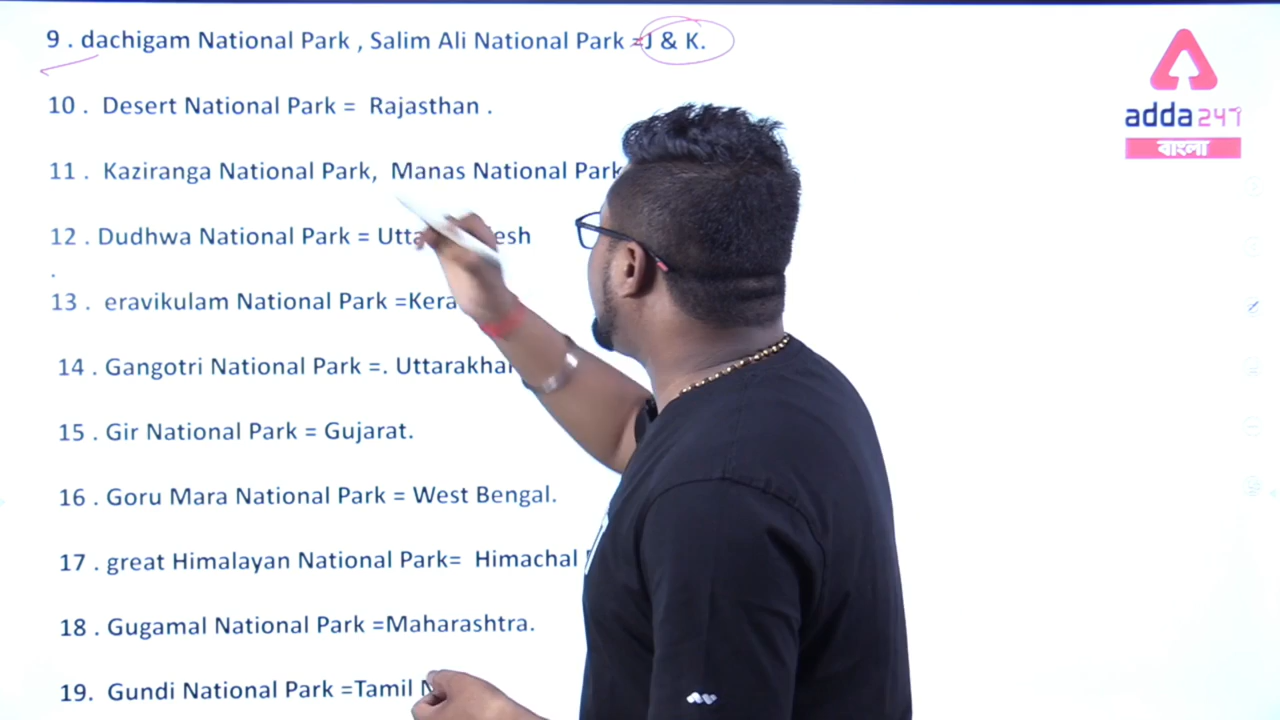 9 . dachigam National Park , Salim Ali National Park =J & K.
10 . Desert National Park = Rajasthan .
11 . Kaziranga National Park, Manas National Park
12 . Dudhwa National Park =
.
13 . eravikulam National Park =
14 . Gangotri National Park =.
15 . Gir National Park = Gujarat.
16 . Goru Mara National Park = West Bengal.
17 . great Himalayan National Park= Himachal
18 . Gugamal National Park =Maharashtra.
19. Gundi National Park =Tamil
adda247
বাংলা